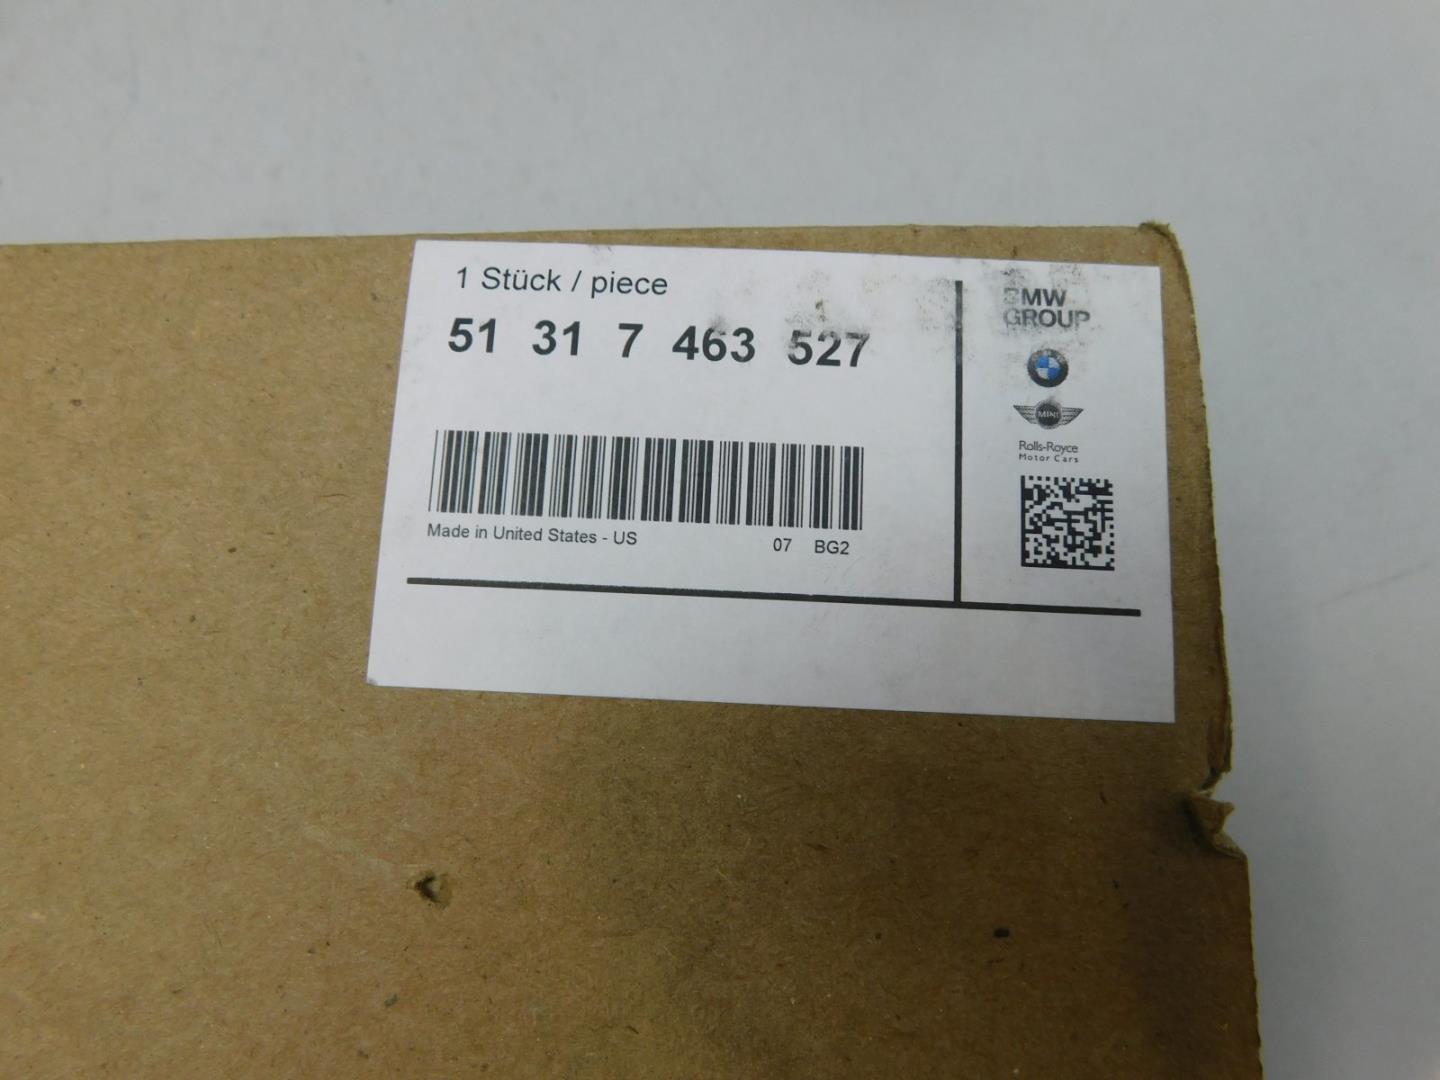 1 Stück / piece
51 31 7 463 527
Made in United States - US
07 BG2
BMW
GROUP
MINI
Rolls-Royce
Motor Cars